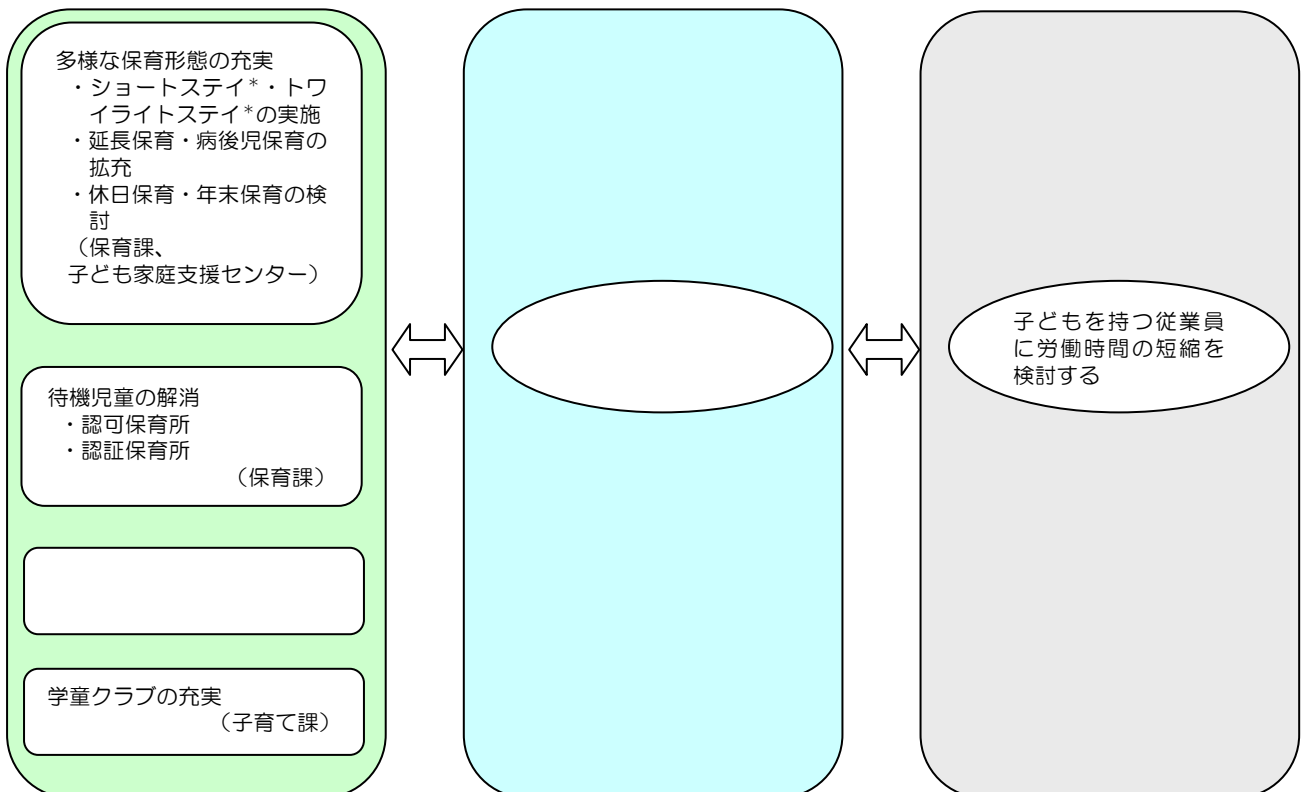 多様な保育形態の充実
・ショートステイ*・トワ
イライトステイ*の実施
・延長保育・病後児保育の
拡充
・休日保育・年末保育の検
討
（保育課、
子ども家庭支援センター）
待機児童の解消
・認可保育所
・認証保育所
（保育課）
学童クラブの充実
（子育て課）
子どもを持つ従業員
に労働時間の短縮を
検討する